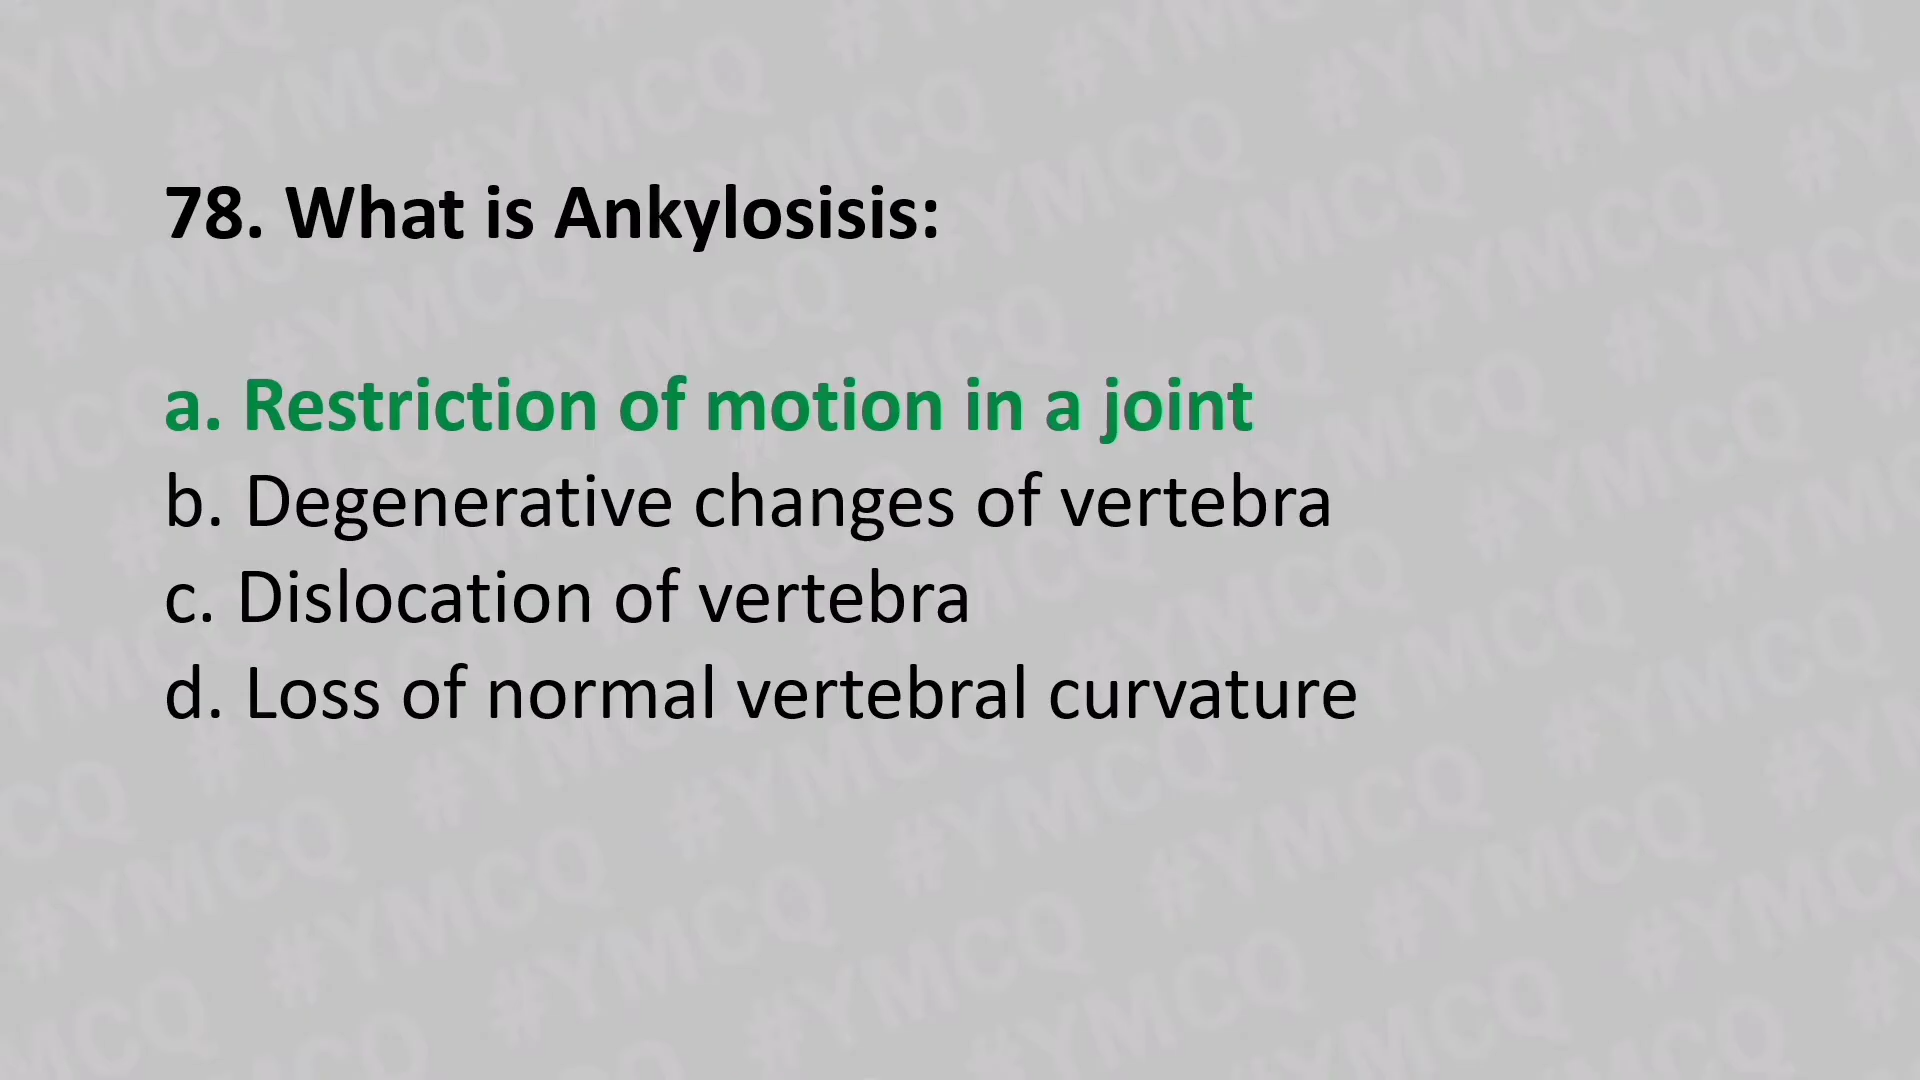 78. What is Ankylosisis:
a. Restriction of motion in a joint
b. Degenerative changes of vertebra
c. Dislocation of vertebra
d. Loss of normal vertebral curvature
#YMCQ